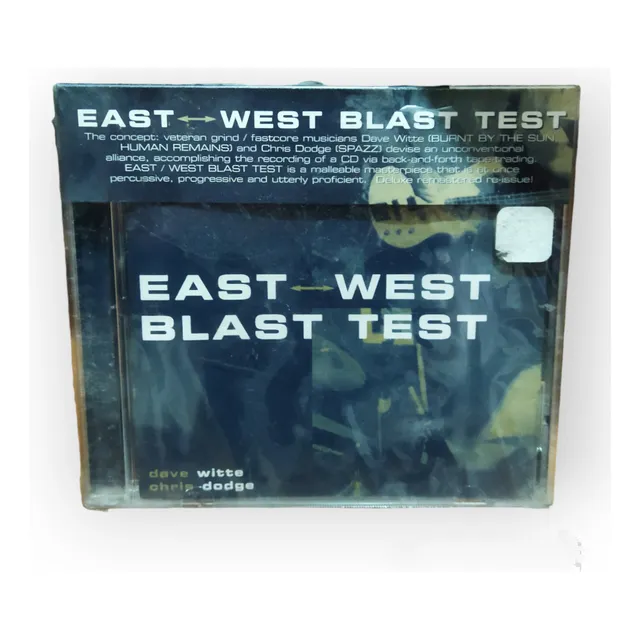 EAST ↔ WEST BLAST TEST
The concept: veteran grind / fastcore musicians Dave Witte (BURNT BY THE SUN,
HUMAN REMAINS) and Chris Dodge (SPAZZ) devise an unconventional
alliance, accomplishing the recording of a CD via back-and-forth tape-trading.
EAST / WEST BLAST TEST is a malleable masterpiece that is at once
percussive, progressive and utterly proficient. Deluxe remastered re-issue!
EAST ↔ WEST
BLAST TEST
dave witte
chris dodge